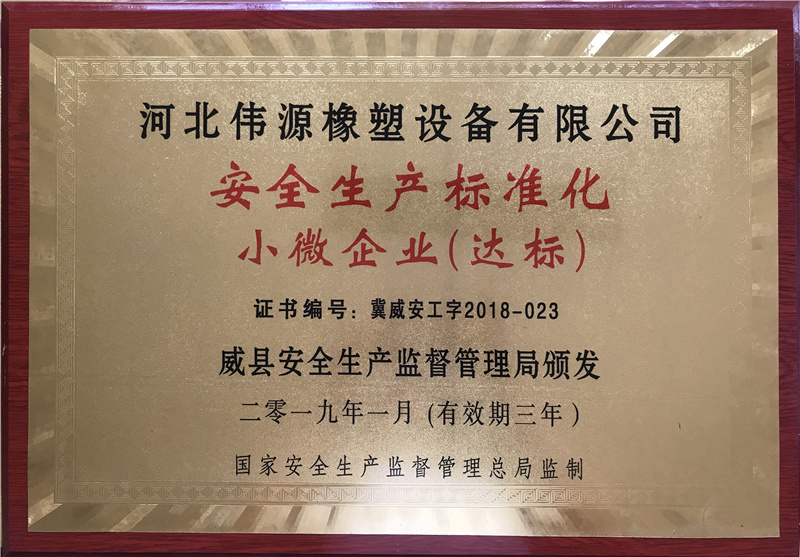 河北伟源橡塑设备有限公司
安全生产标准化
小微企业(达标)
证书编号：冀威安工字2018-023
威县安全生产监督管理局颁发
二零一九年一月(有效期三年)
国家安全生产监督管理总局监制